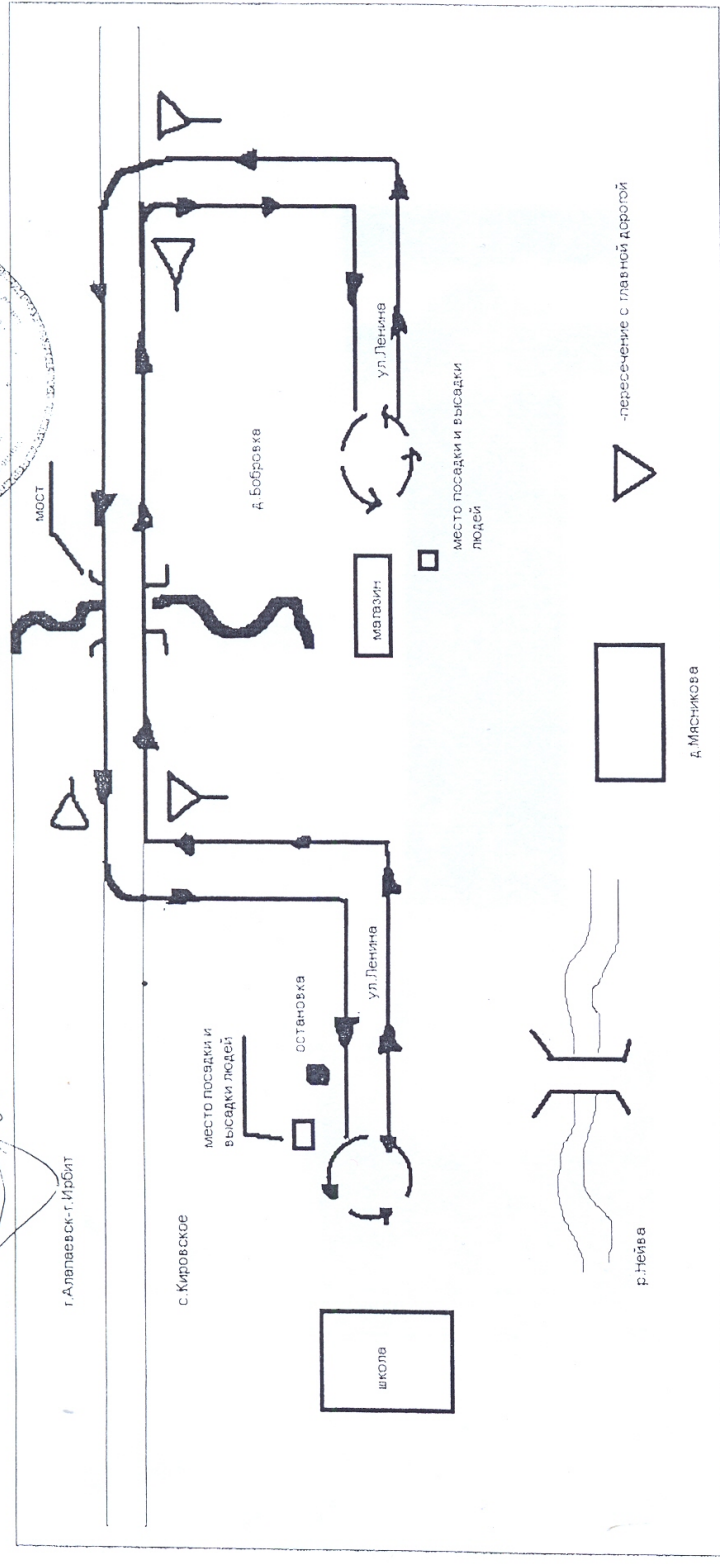 г.Алапаевск-г.Ирбит
с.Кировское
школа
место посадки и
высадки людей
остановка
ул.Ленина
мост
д.Бобровка
ул.Ленина
магазин
место посадки и высадки
людей
р.Нейва
д.Мясникова
-пересечение с главной дорогой